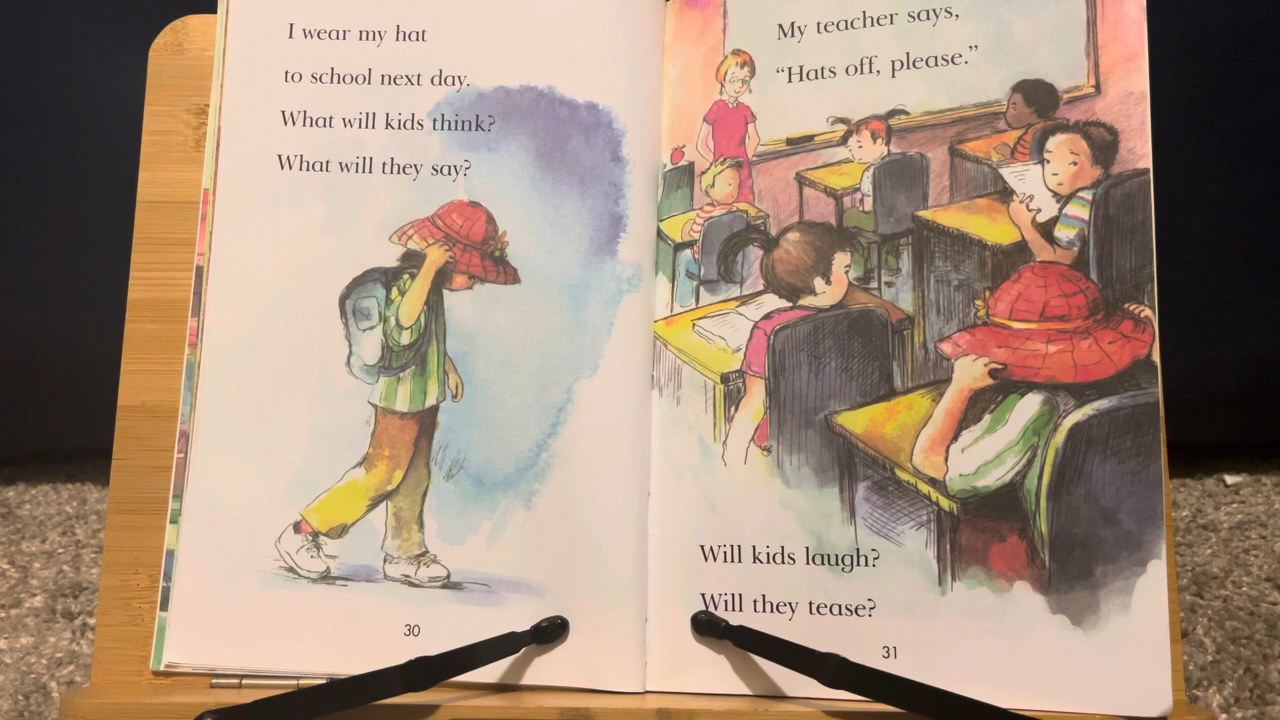 I wear my hat
to school next day.
What will kids think?
What will they say?
30
My teacher says,
“Hats off, please.”
Will kids laugh?
Will they tease?
31